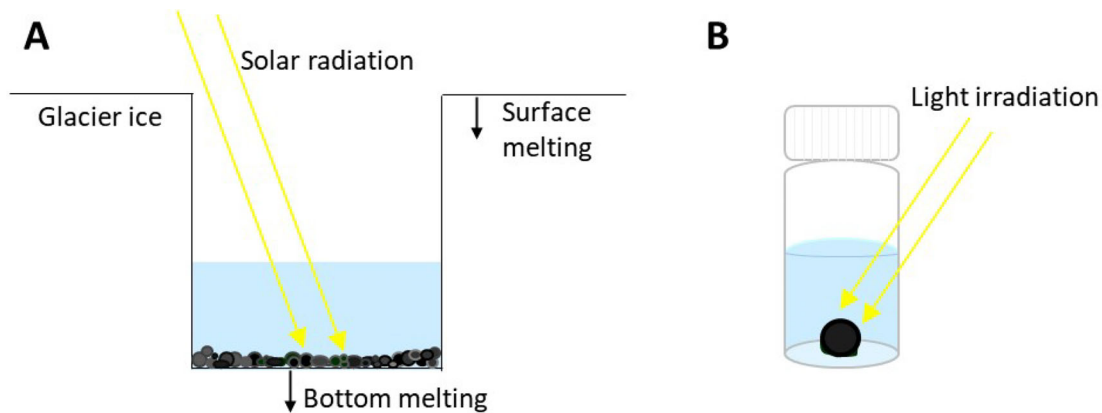 A
Solar radiation
Glacier ice
Surface
melting
Bottom melting
B
Light irradiation